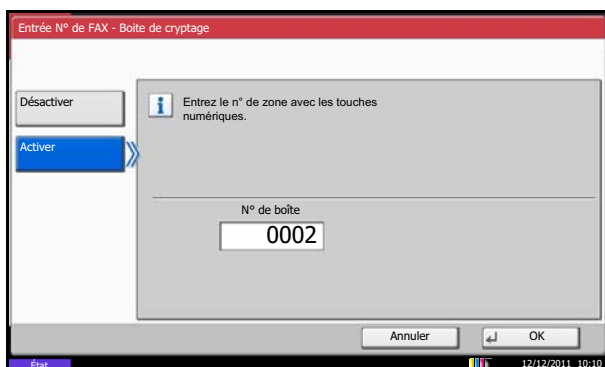 Entrée N° de FAX - Boite de cryptage
Désactiver
Activer
Entrez le n° de zone avec les touches
numériques.
N° de boîte
0002
Annuler
OK
État
12/12/2011 10:10